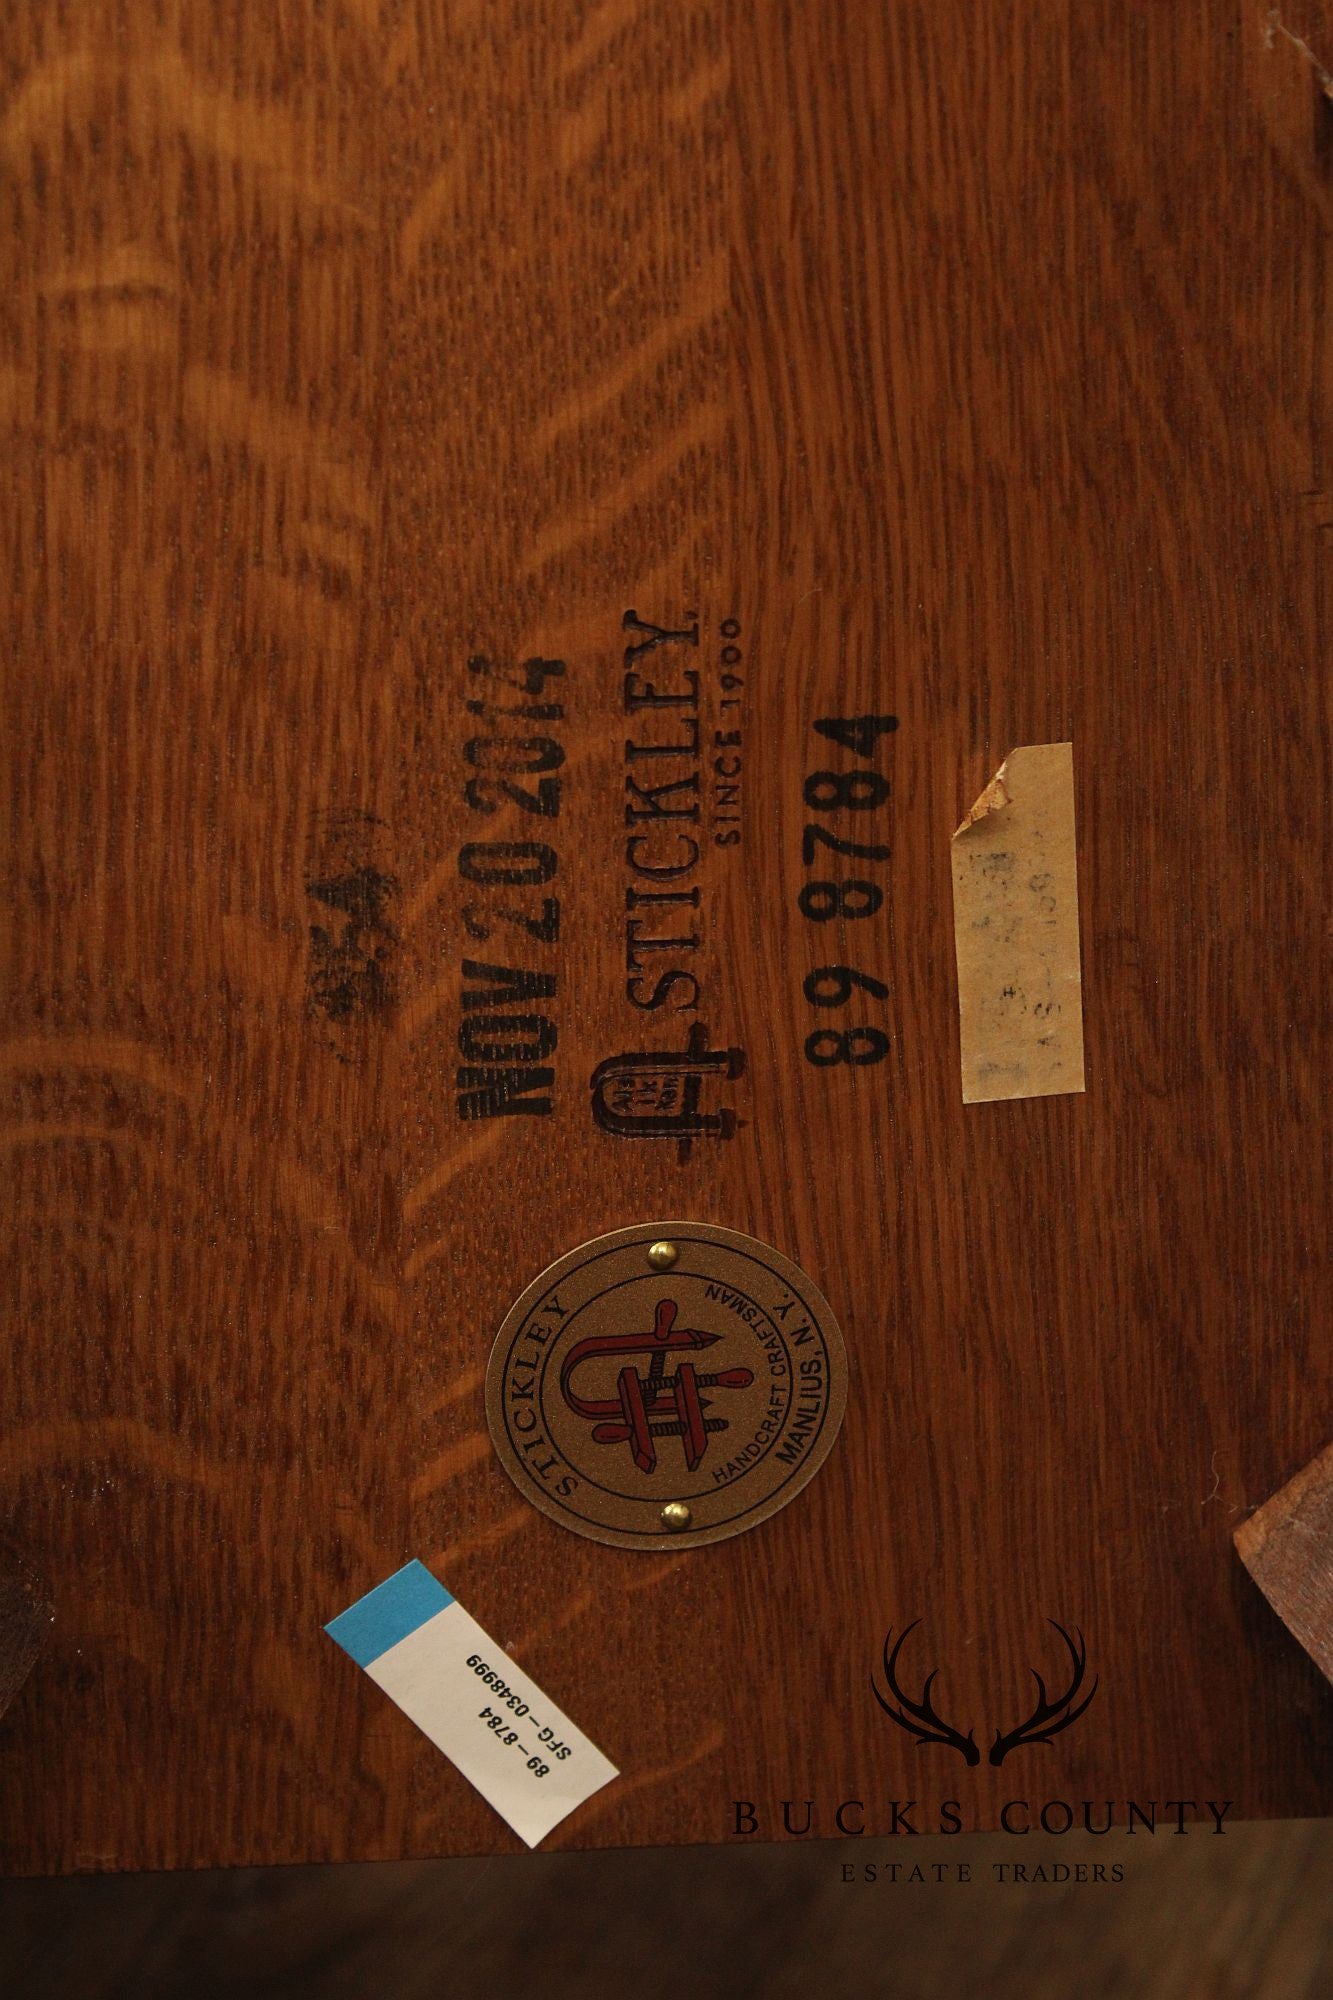 NOV 20 2014
STICKLEY.
SINCE 1900
89 8784
STICKLEY
HANDCRAFT CRAFTSMAN
MANLIUS, N.Y.
89-8784
SFG-0348999
BUCKS COUNTY
ESTATE TRADERS